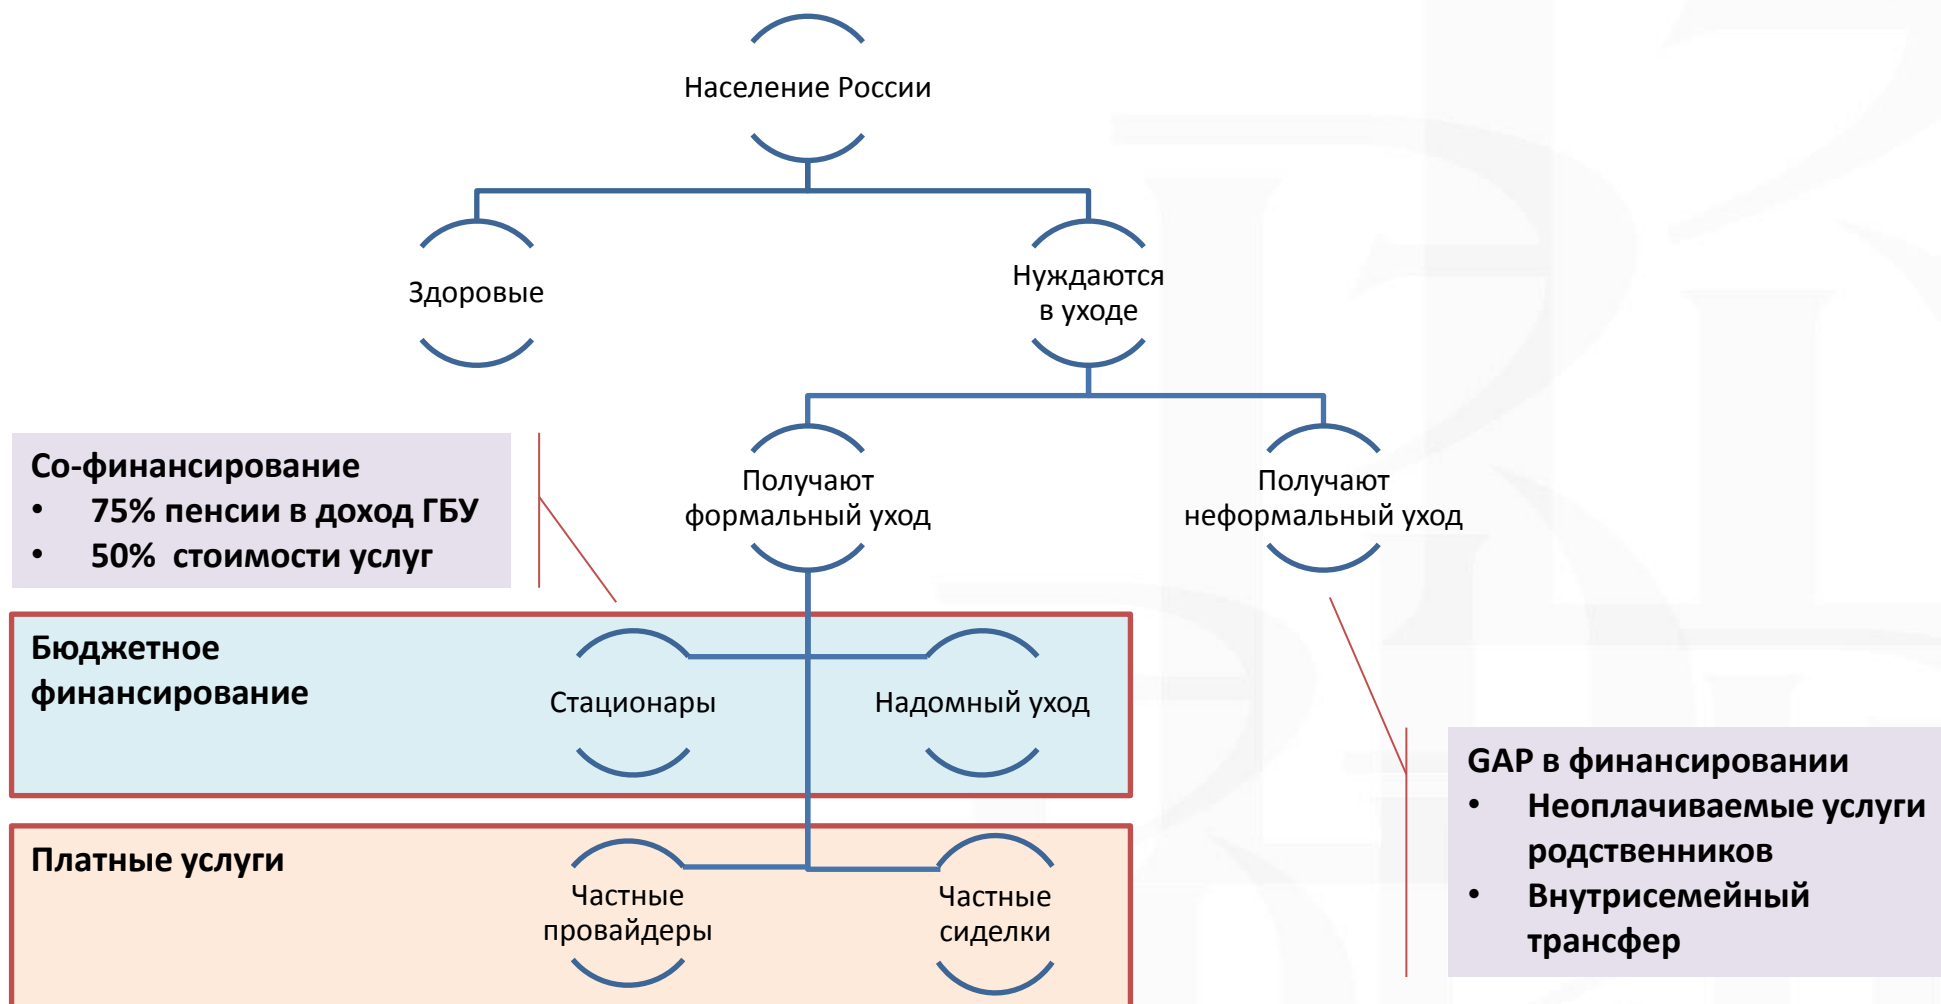 Население России
Здоровые
Нуждаются
в уходе
Со-финансирование
• 75% пенсии в доход ГБУ
• 50% стоимости услуг
Получают
формальный уход
Получают
неформальный уход
Бюджетное
финансирование
Стационары
Надомный уход
GAP в финансировании
• Неоплачиваемые услуги
родственников
• Внутрисемейный
трансфер
Платные услуги
Частные
провайдеры
Частные
сиделки